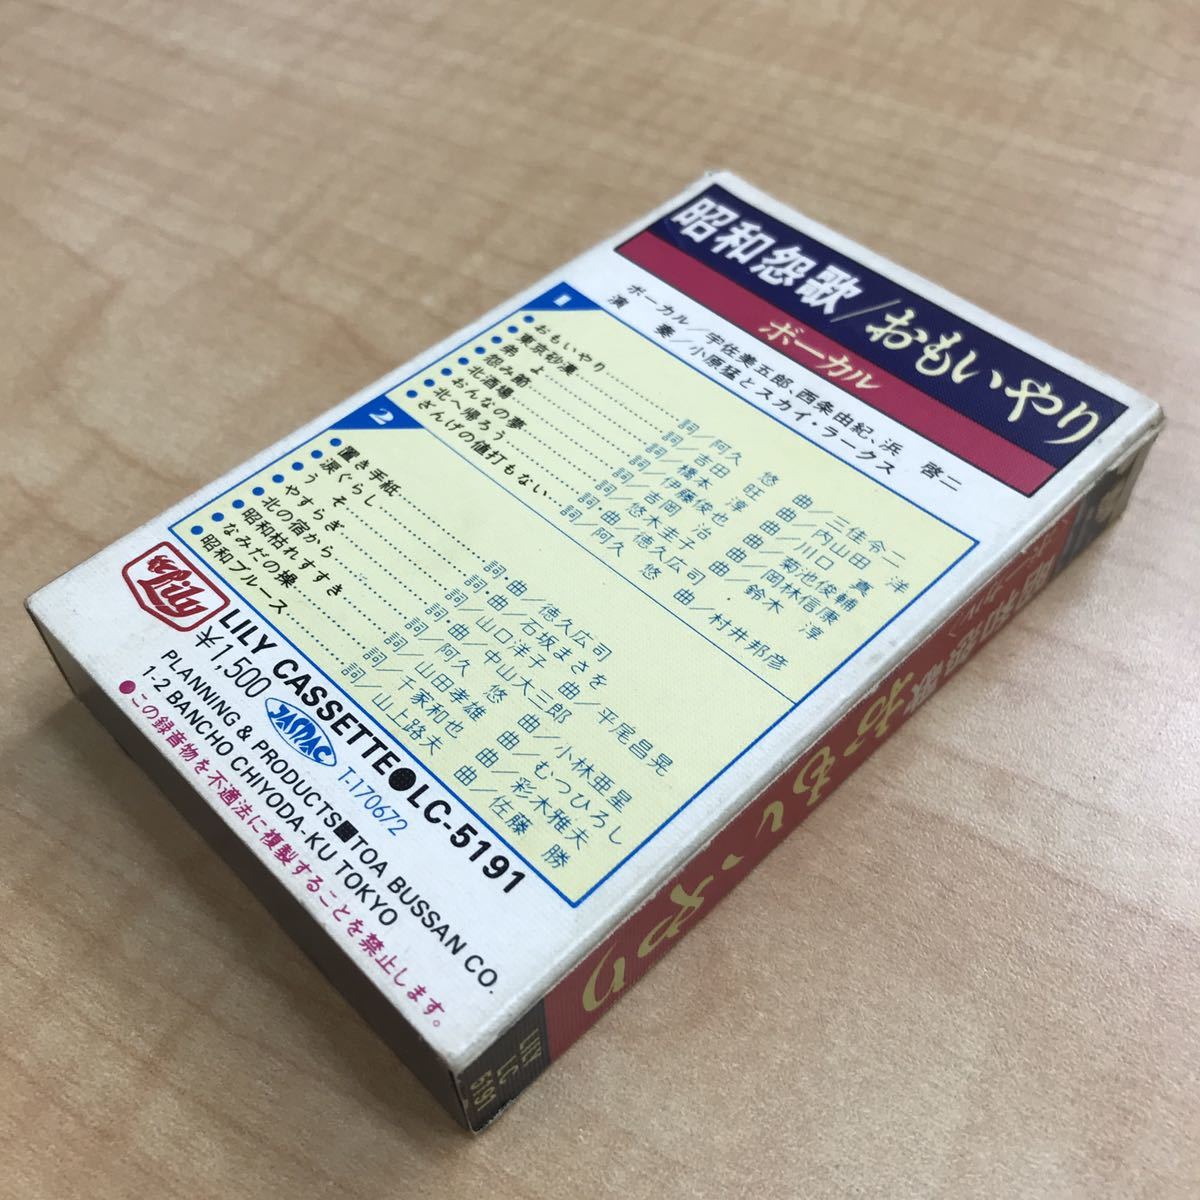 昭和怨歌/おもいやり
ボーカル
ボーカル/宇佐美五郎、西条由紀、浜 啓二
演 奏/小原猛とスカイ・ラークス
1
●おもいやり………詞/阿久 悠 曲/三佳令二
●東京砂漠………詞/吉田 旺 曲/内山田 洋
●弟よ………詞/橋本 淳 曲/川口 真
●怨み節………詞/伊藤俊也 曲/菊池俊輔
●北酒場………詞/吉岡 治 曲/岡林信康
●おんなの夢………詞/悠木圭子 曲/鈴木 淳
●北へ帰ろう………詞・曲/徳久広司
●ざんげの値打もない………詞/阿久 悠 曲/村井邦彦
2
●置き手紙………詞・曲/徳久広司
●涙ぐらし………詞/石坂まさを
●うそ………詞/山口洋子 曲/平尾昌晃
●やすらぎ………詞・曲/中山大三郎
●北の宿から………詞/阿久 悠 曲/小林亜星
●昭和枯れすすき………詞/山田孝雄 曲/むつひろし
●なみだの操………詞/千家和也 曲/彩木雅夫
●昭和ブルース………詞/山上路夫 曲/佐藤 勝
Lily
LILY CASSETTE●LC-5191
¥1,500
JASRAC
T-170672
PLANNING & PRODUCTS■TOA BUSSAN CO.
1-2 BANCHO CHIYODA-KU TOKYO
●この録音物を不適法に複製することを禁止します。
昭和怨歌
おもいやり
LILY
LC
5191